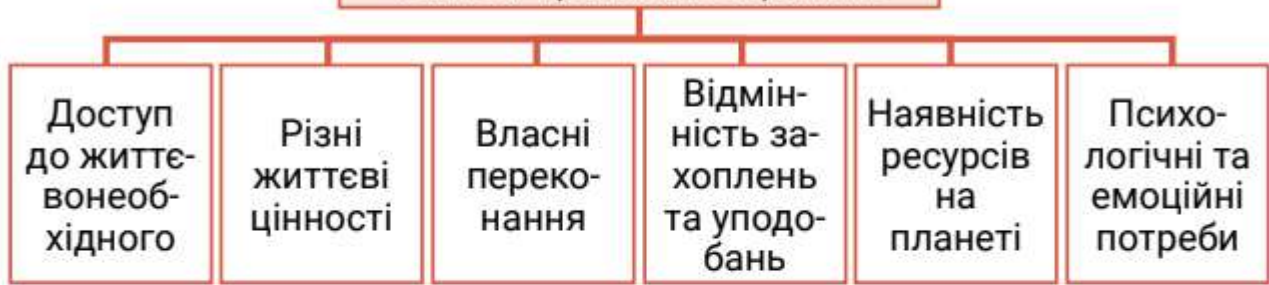 Доступ
до життє-
вонеоб-
хідного
Різні
життєві
цінності
Власні
переко-
нання
Відмін-
ність за-
хоплень
та уподо-
бань
Наявність
ресурсів
на
планеті
Психо-
логічні та
емоційні
потреби